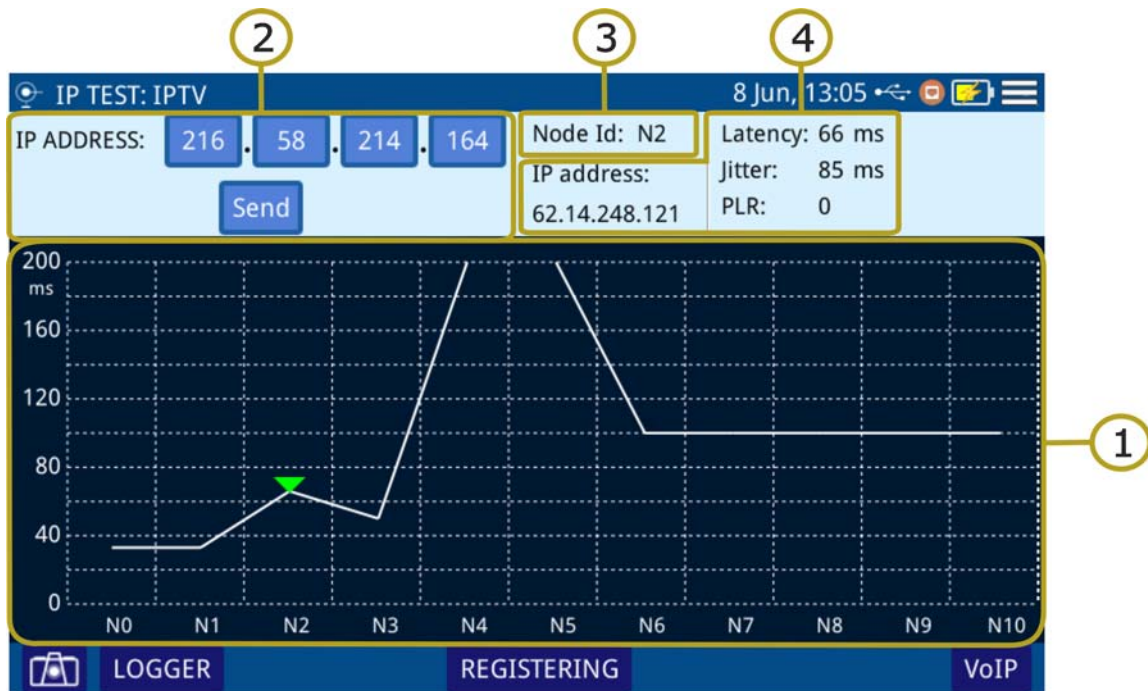 2 3 4
IP TEST: IPTV 8 Jun, 13:05
IP ADDRESS: 216 . 58 . 214 . 164
Send
Node Id: N2
IP address:
62.14.248.121
Latency: 66 ms
Jitter: 85 ms
PLR: 0
200
ms
160
120
80
40
0
N0 N1 N2 N3 N4 N5 N6 N7 N8 N9 N10
1
LOGGER REGISTERING VoIP